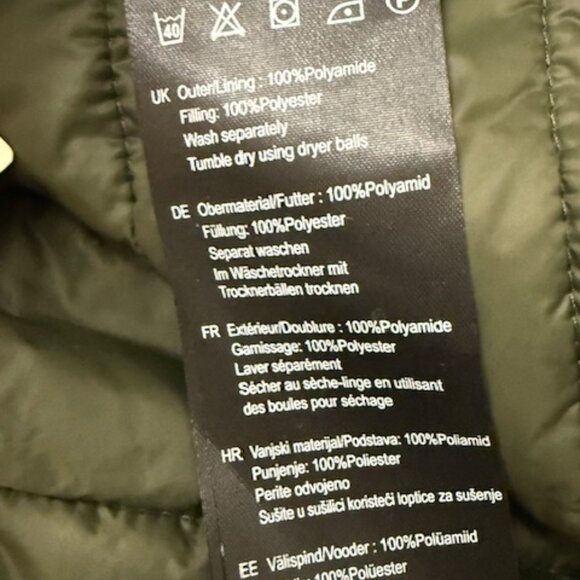 40
P
UK Outer/Lining : 100%Polyamide
Filling: 100%Polyester
Wash separately
Tumble dry using dryer balls
DE Obermaterial/Futter : 100%Polyamid
Füllung: 100%Polyester
Separat waschen
Im Wäschetrockner mit
Trocknerbällen trocknen
FR Extérieur/Doublure : 100%Polyamide
Garnissage: 100%Polyester
Laver séparément
Sécher au sèche-linge en utilisant
des boules pour séchage
HR Vanjski materijal/Podstava: 100%Poliamid
Punjenje: 100%Poliester
Perite odvojeno
Sušite u sušilici koristeći loptice za sušenje
EE Välispind/Vooder : 100%Polüamiid
100%Polüester